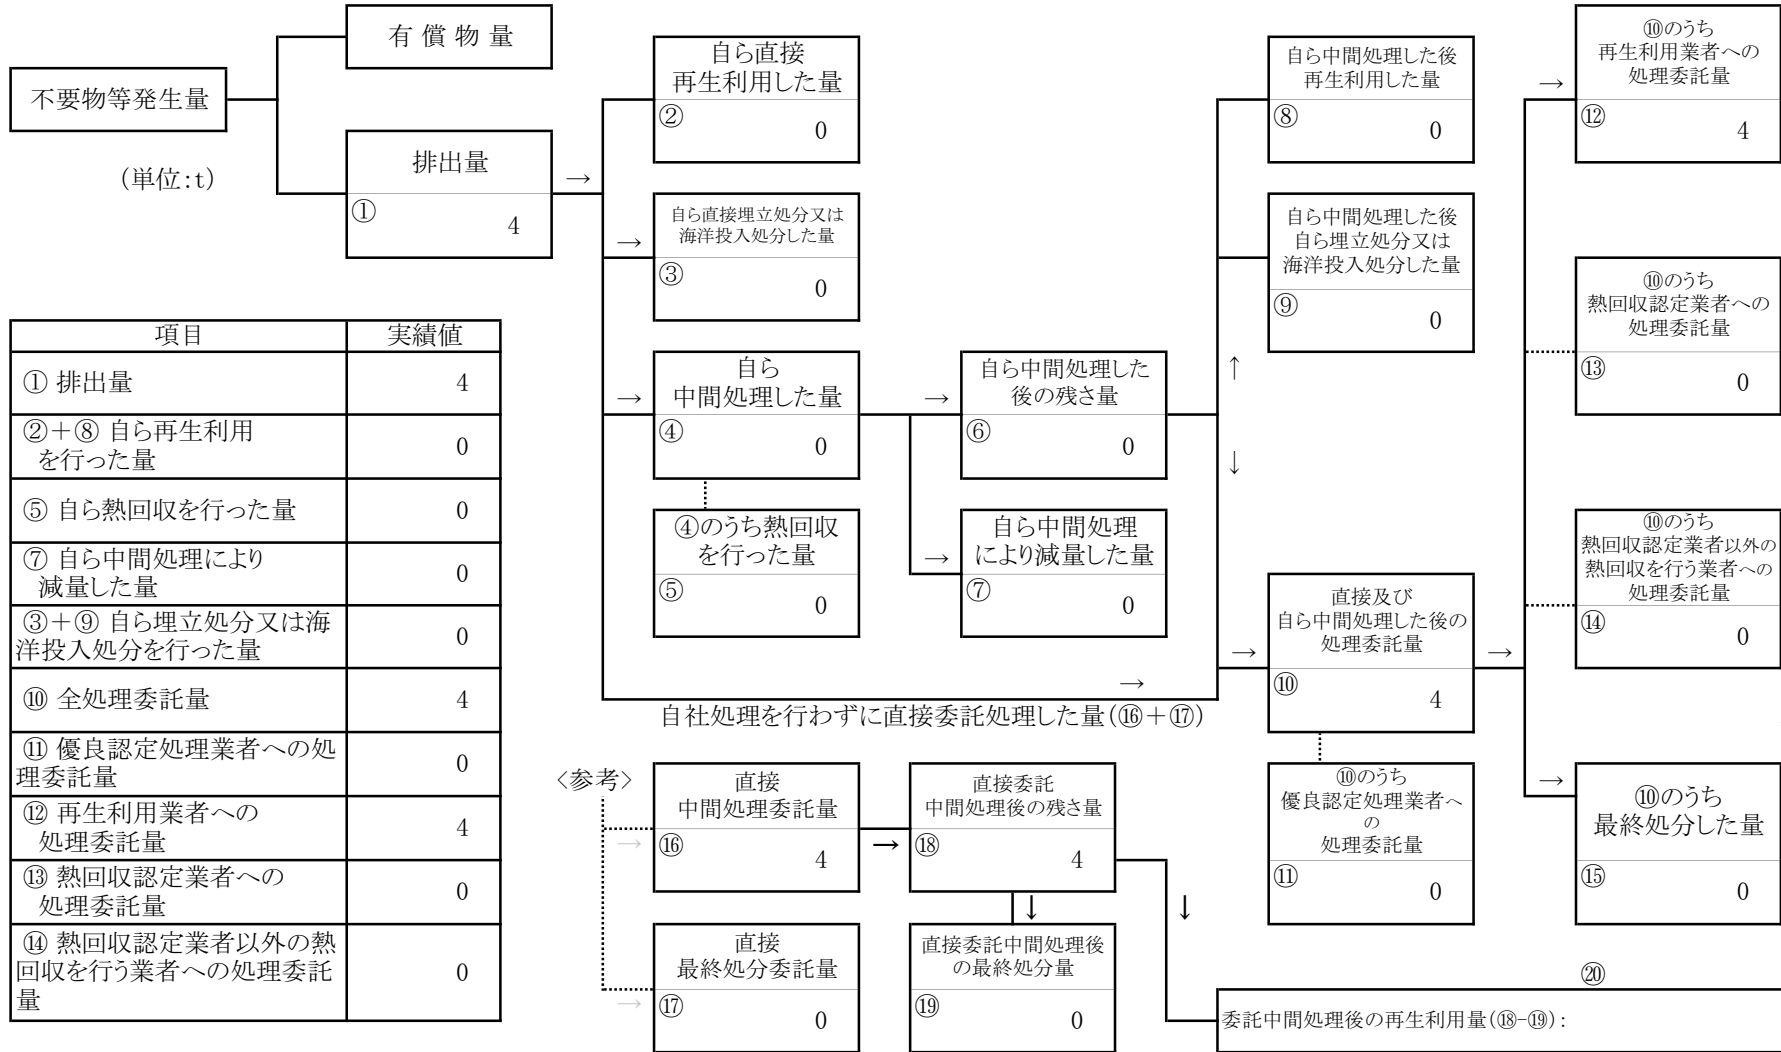 有償物量
不要物等発生量
(単位:t)
排出量
①
4
→
自ら直接
再生利用した量
②
0
→
自ら直接埋立処分又は
海洋投入処分した量
③
0
→
自ら
中間処理した量
④
0
④のうち熱回収
を行った量
⑤
0
→
自ら中間処理した
後の残さ量
⑥
0
→
自ら中間処理
により減量した量
⑦
0
自ら中間処理した後
再生利用した量
⑧
0
自ら中間処理した後
自ら埋立処分又は
海洋投入処分した量
⑨
0
↑
↓
→
自社処理を行わずに直接委託処理した量(⑯+⑰)
→
直接及び
自ら中間処理した後の
処理委託量
⑩
4
→
⑩のうち
優良認定処理業者へ
の
処理委託量
⑪
0
→
⑩のうち
再生利用業者への
処理委託量
⑫
4
⑩のうち
熱回収認定業者への
処理委託量
⑬
0
⑩のうち
熱回収認定業者以外の
熱回収を行う業者への
処理委託量
⑭
0
→
⑩のうち
最終処分した量
⑮
0
項目 実績値
① 排出量 4
②+⑧ 自ら再生利用
を行った量 0
⑤ 自ら熱回収を行った量 0
⑦ 自ら中間処理により
減量した量 0
③+⑨ 自ら埋立処分又は海
洋投入処分を行った量 0
⑩ 全処理委託量 4
⑪ 優良認定処理業者への処
理委託量 0
⑫ 再生利用業者への
処理委託量 4
⑬ 熱回収認定業者への
処理委託量 0
⑭ 熱回収認定業者以外の熱
回収を行う業者への処理委託
量 0
<参考>
→
直接
中間処理委託量
⑯
4
→
直接委託
中間処理後の残さ量
⑱
4
↓
↓
→
直接
最終処分委託量
⑰
0
直接委託中間処理後
の最終処分量
⑲
0
⑳
委託中間処理後の再生利用量(⑱-⑲):